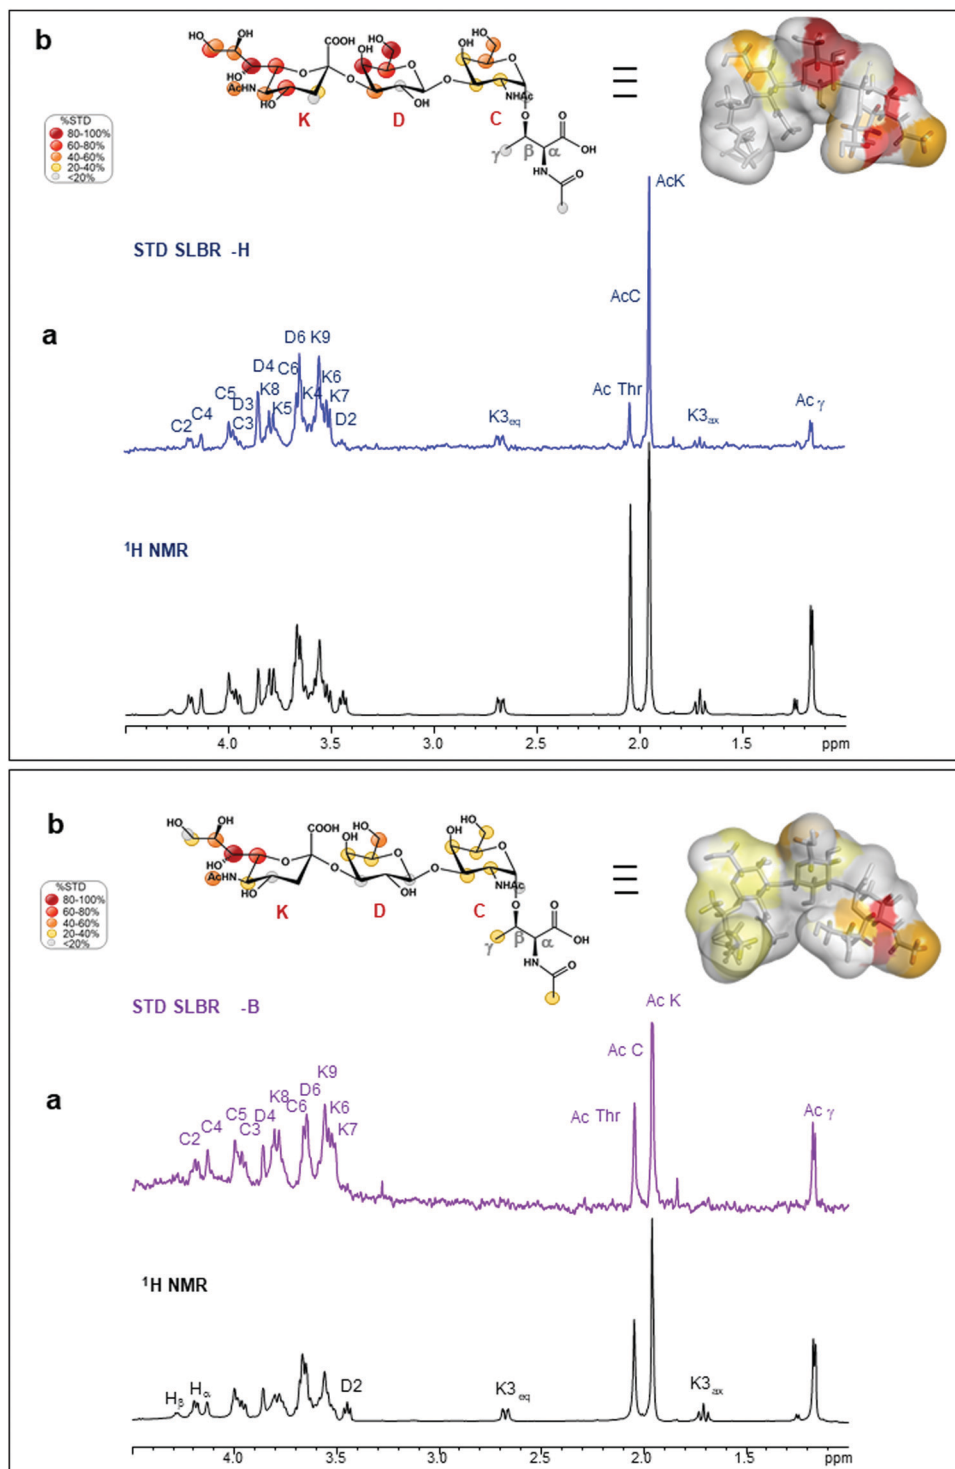 b
%STD
80-100%
60-80%
40-60%
20-40%
<20%
OH
OH
HO
AcHN
HO
COOH
O
K
OH
HO
O
O
OH
D
OH
HO
O
O
NHAc
C
O
γ
β
α
O
OH
HN
O
STD SLBR -H
a
AcK
AcC
Ac Thr
K3eq
K3ax
Ac γ
C2
C4
C5
D3
C3
D4
K8
K5
C6
D6
K4
K9
K6
K7
D2
1H NMR
4.0
3.5
3.0
2.5
2.0
1.5
ppm
b
%STD
80-100%
60-80%
40-60%
20-40%
<20%
HO
OH
HO
AcHN
HO
COOH
O
K
OH
HO
O
O
OH
D
OH
HO
O
O
NHAc
C
O
γ
β
α
O
OH
HN
O
STD SLBR -B
a
Ac K
Ac C
Ac Thr
Ac γ
C2
C4
C5
C3
D4
K8
C6
D6
K9
K6
K7
1H NMR
Hβ
Hα
D2
K3eq
K3ax
4.0
3.5
3.0
2.5
2.0
1.5
ppm